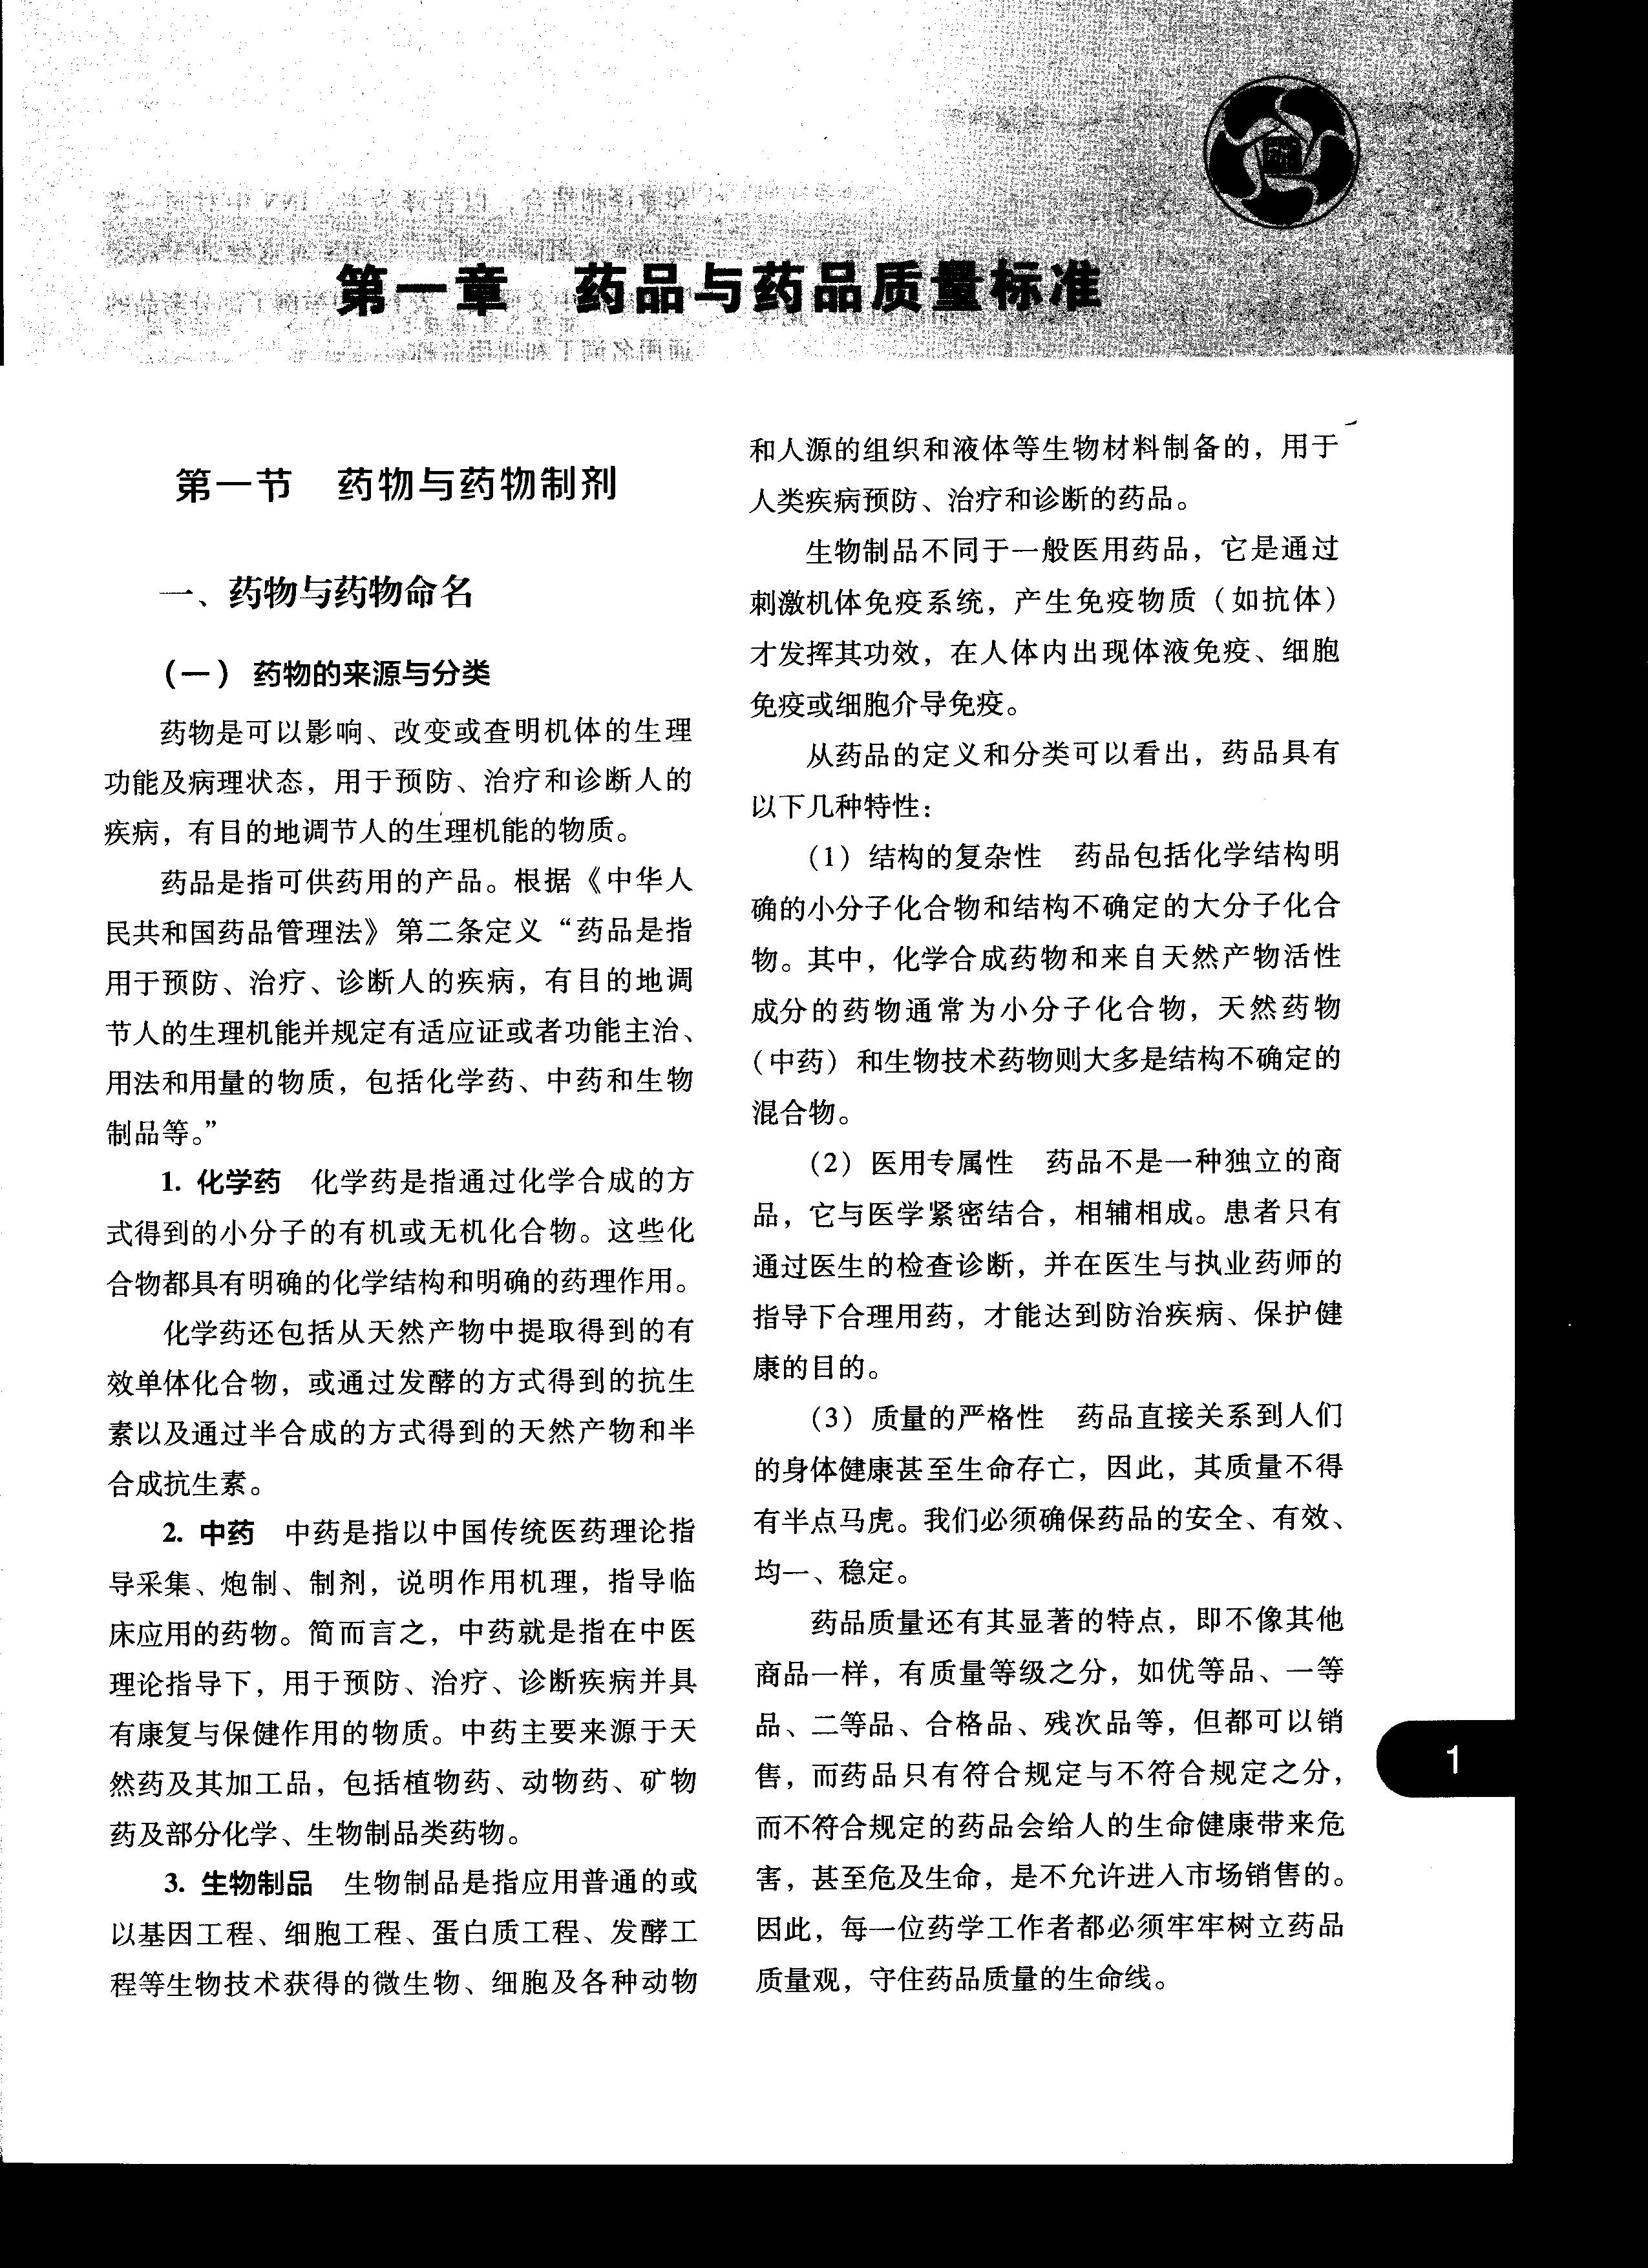 第一章 药品与药品质量标准
第一节 药物与药物制剂
一、药物与药物命名
（一）药物的来源与分类
药物是可以影响、改变或查明机体的生理
功能及病理状态，用于预防、治疗和诊断人的
疾病，有目的地调节人的生理机能的物质。
药品是指可供药用的产品。根据《中华人
民共和国药品管理法》第二条定义“药品是指
用于预防、治疗、诊断人的疾病，有目的地调
节人的生理机能并规定有适应证或者功能主治、
用法和用量的物质，包括化学药、中药和生物
制品等。”
1. 化学药 化学药是指通过化学合成的方
式得到的小分子的有机或无机化合物。这些化
合物都具有明确的化学结构和明确的药理作用。
化学药还包括从天然产物中提取得到的有
效单体化合物，或通过发酵的方式得到的抗生
素以及通过半合成的方式得到的天然产物和半
合成抗生素。
2. 中药 中药是指以中国传统医药理论指
导采集、炮制、制剂，说明作用机理，指导临
床应用的药物。简而言之，中药就是指在中医
理论指导下，用于预防、治疗、诊断疾病并具
有康复与保健作用的物质。中药主要来源于天
然药及其加工品，包括植物药、动物药、矿物
药及部分化学、生物制品类药物。
3. 生物制品 生物制品是指应用普通的或
以基因工程、细胞工程、蛋白质工程、发酵工
程等生物技术获得的微生物、细胞及各种动物
和人源的组织和液体等生物材料制备的，用于
人类疾病预防、治疗和诊断的药品。
生物制品不同于一般医用药品，它是通过
刺激机体免疫系统，产生免疫物质（如抗体）
才发挥其功效，在人体内出现体液免疫、细胞
免疫或细胞介导免疫。
从药品的定义和分类可以看出，药品具有
以下几种特性：
（1）结构的复杂性 药品包括化学结构明
确的小分子化合物和结构不确定的大分子化合
物。其中，化学合成药物和来自天然产物活性
成分的药物通常为小分子化合物，天然药物
（中药）和生物技术药物则大多是结构不确定的
混合物。
（2）医用专属性 药品不是一种独立的商
品，它与医学紧密结合，相辅相成。患者只有
通过医生的检查诊断，并在医生与执业药师的
指导下合理用药，才能达到防治疾病、保护健
康的目的。
（3）质量的严格性 药品直接关系到人们
的身体健康甚至生命存亡，因此，其质量不得
有半点马虎。我们必须确保药品的安全、有效、
均一、稳定。
药品质量还有其显著的特点，即不像其他
商品一样，有质量等级之分，如优等品、一等
品、二等品、合格品、残次品等，但都可以销
售，而药品只有符合规定与不符合规定之分，
而不符合规定的药品会给人的生命健康带来危
害，甚至危及生命，是不允许进入市场销售的。
因此，每一位药学工作者都必须牢牢树立药品
质量观，守住药品质量的生命线。
1